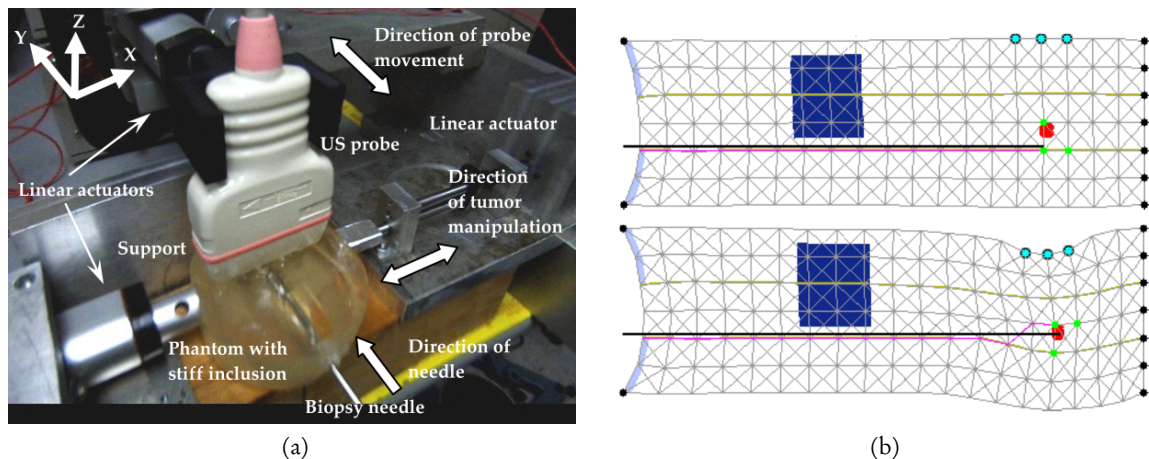 Z
Y
X
Direction of probe
movement
Linear actuator
US probe
Linear actuators
Direction
of tumor
manipulation
Support
Phantom with
stiff inclusion
Direction of
needle
Biopsy needle
(a)
(b)